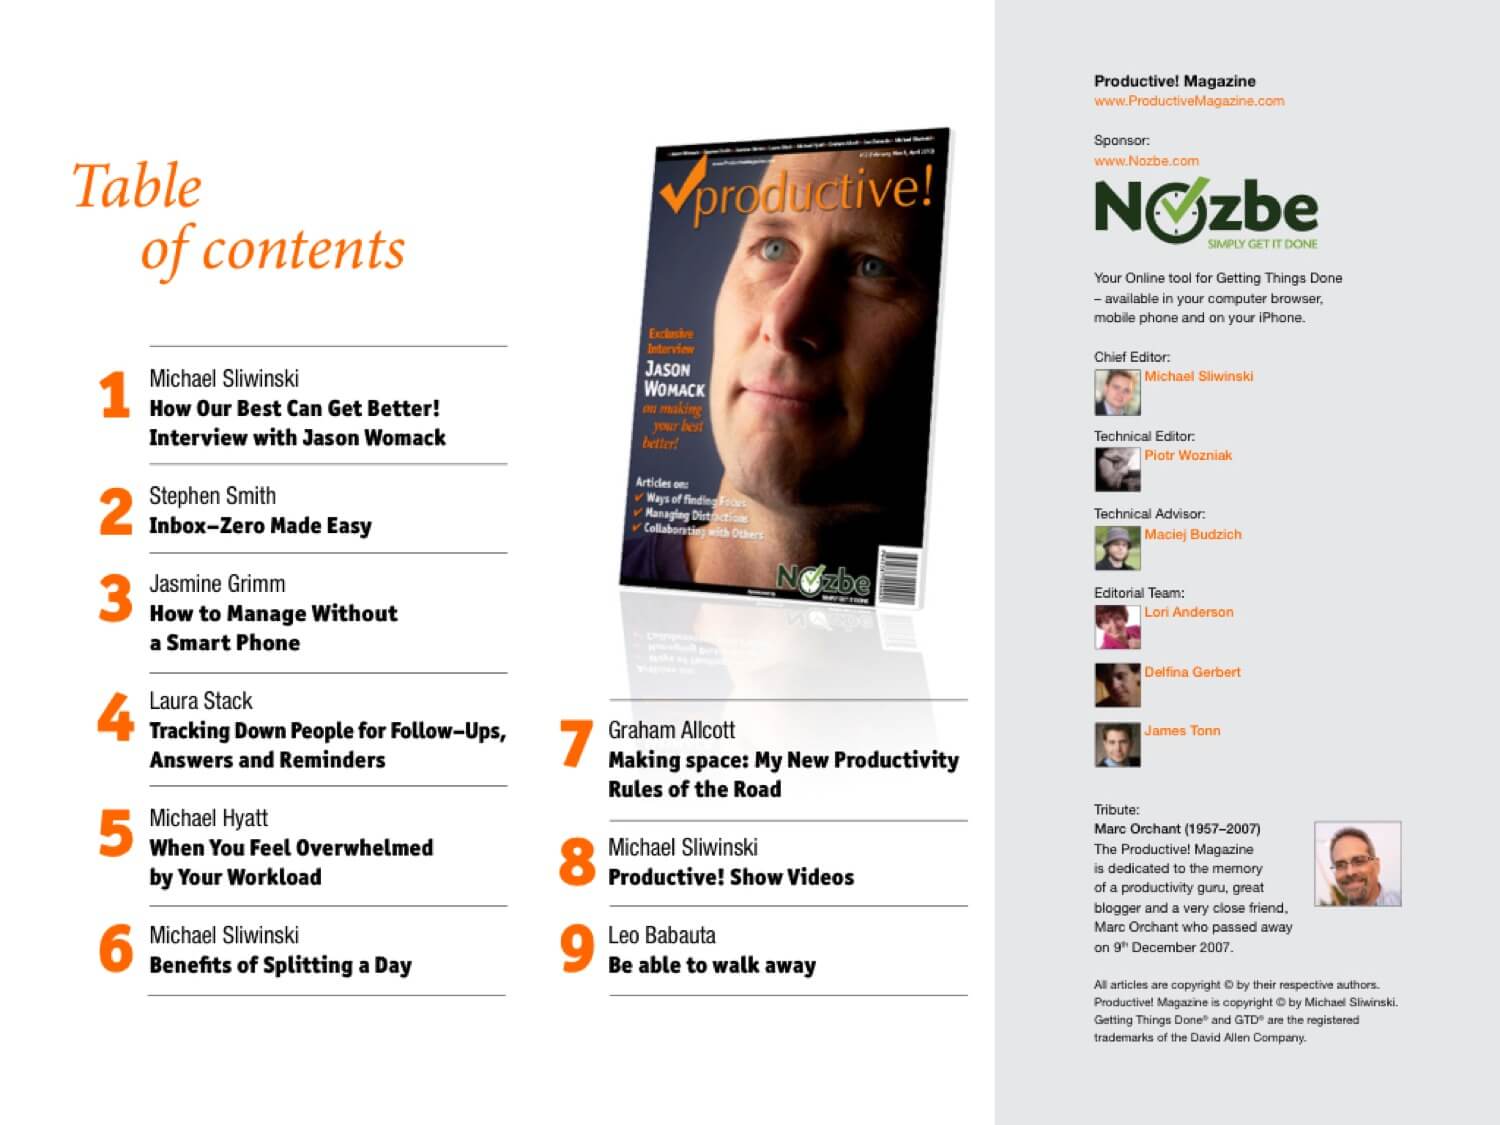 Table
of contents
1
Michael Sliwinski
How Our Best Can Get Better!
Interview with Jason Womack
2
Stephen Smith
Inbox–Zero Made Easy
3
Jasmine Grimm
How to Manage Without
a Smart Phone
4
Laura Stack
Tracking Down People for Follow–Ups,
Answers and Reminders
5
Michael Hyatt
When You Feel Overwhelmed
by Your Workload
6
Michael Sliwinski
Benefits of Splitting a Day
www.ProductiveMagazine.com
productive!
Exclusive
Interview
JASON
WOMACK
on making
your best
better!
Articles on:
Ways of finding Focus
Managing Distractions
Collaborating with Others
NOzbe
SIMPLY GET IT DONE
7
Graham Allcott
Making space: My New Productivity
Rules of the Road
8
Michael Sliwinski
Productive! Show Videos
9
Leo Babauta
Be able to walk away
Productive! Magazine
www.ProductiveMagazine.com
Sponsor:
www.Nozbe.com
NOzbe
SIMPLY GET IT DONE
Your Online tool for Getting Things Done
– available in your computer browser,
mobile phone and on your iPhone.
Chief Editor:
Michael Sliwinski
Technical Editor:
Piotr Wozniak
Technical Advisor:
Maciej Budzich
Editorial Team:
Lori Anderson
Delfina Gerbert
James Tonn
Tribute:
Marc Orchant (1957–2007)
The Productive! Magazine
is dedicated to the memory
of a productivity guru, great
blogger and a very close friend,
Marc Orchant who passed away
on 9th December 2007.
All articles are copyright © by their respective authors.
Productive! Magazine is copyright © by Michael Sliwinski.
Getting Things Done® and GTD® are the registered
trademarks of the David Allen Company.